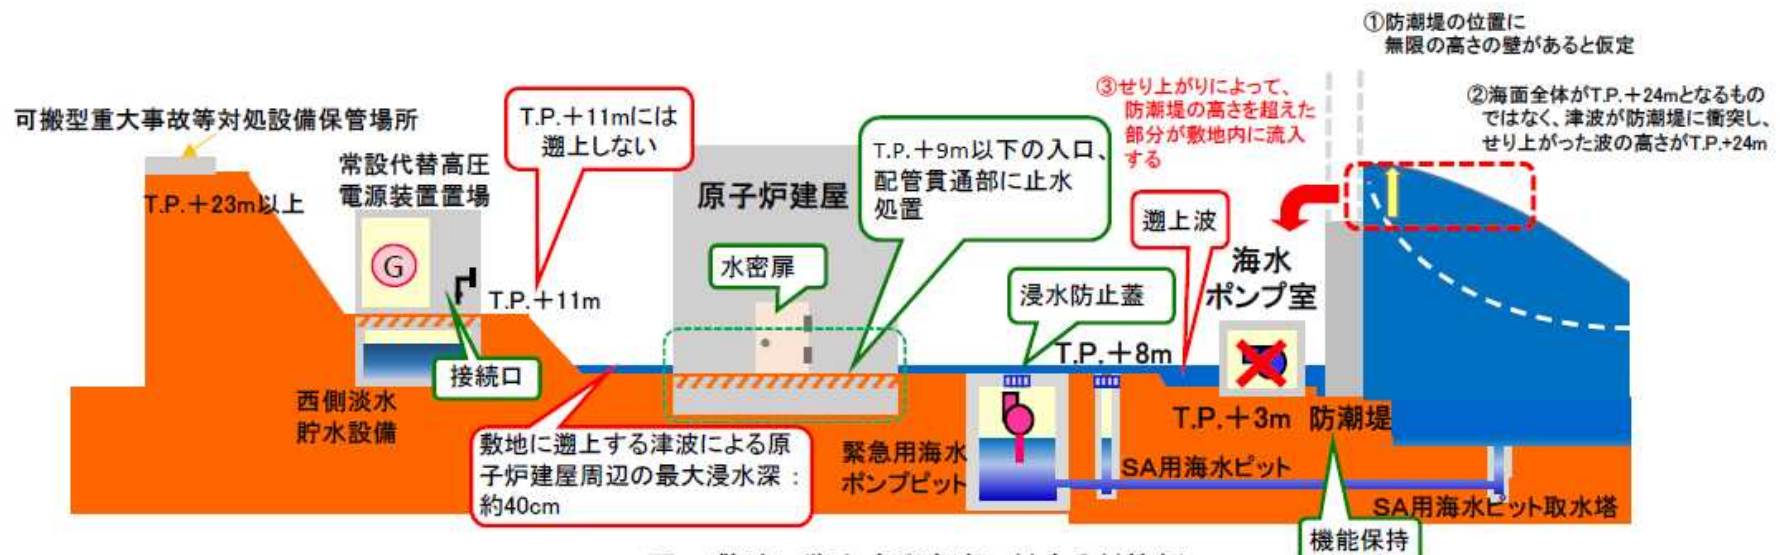 ①防潮堤の位置に
無限の高さの壁があると仮定
②海面全体がT.P.+24mとなるもの
ではなく、津波が防潮堤に衝突し、
せり上がった波の高さがT.P.+24m
③せり上がりによって、
防潮堤の高さを超えた
部分が敷地内に流入
する
可搬型重大事故等対処設備保管場所
T.P.+23m以上
常設代替高圧
電源装置置場
G
T.P.+11mには
遡上しない
T.P.+11m
原子炉建屋
T.P.+9m以下の入口、
配管貫通部に止水
処置
水密扉
遡上波
海水
ポンプ室
浸水防止蓋
T.P.+8m
接続口
西側淡水
貯水設備
敷地に遡上する津波による原
子炉建屋周辺の最大浸水深：
約40cm
緊急用海水
ポンプピット
T.P.+3m
防潮堤
SA用海水ピット
SA用海水ピット取水塔
機能保持